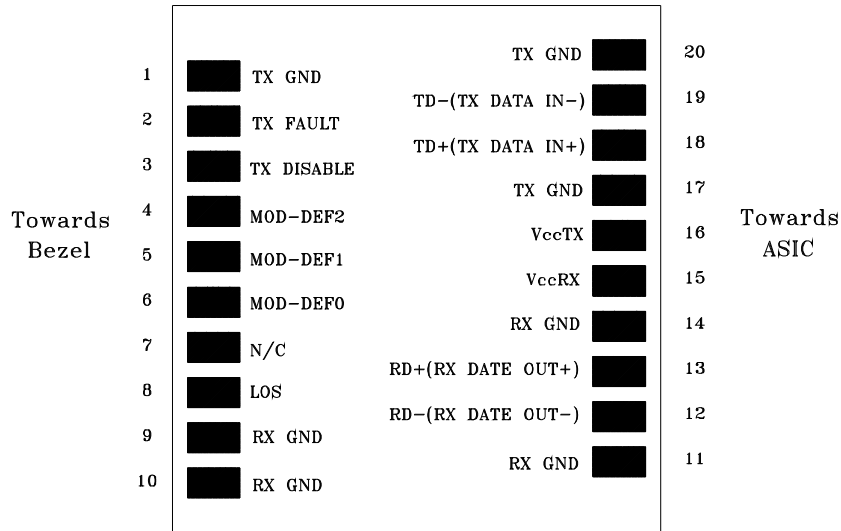 Towards
Bezel
1 TX GND
2 TX FAULT
3 TX DISABLE
4 MOD-DEF2
5 MOD-DEF1
6 MOD-DEF0
7 N/C
8 LOS
9 RX GND
10 RX GND
TX GND 20
TD-(TX DATA IN-) 19
TD+(TX DATA IN+) 18
TX GND 17
VccTX 16
VccRX 15
RX GND 14
RD+(RX DATE OUT+) 13
RD-(RX DATE OUT-) 12
RX GND 11
Towards
ASIC